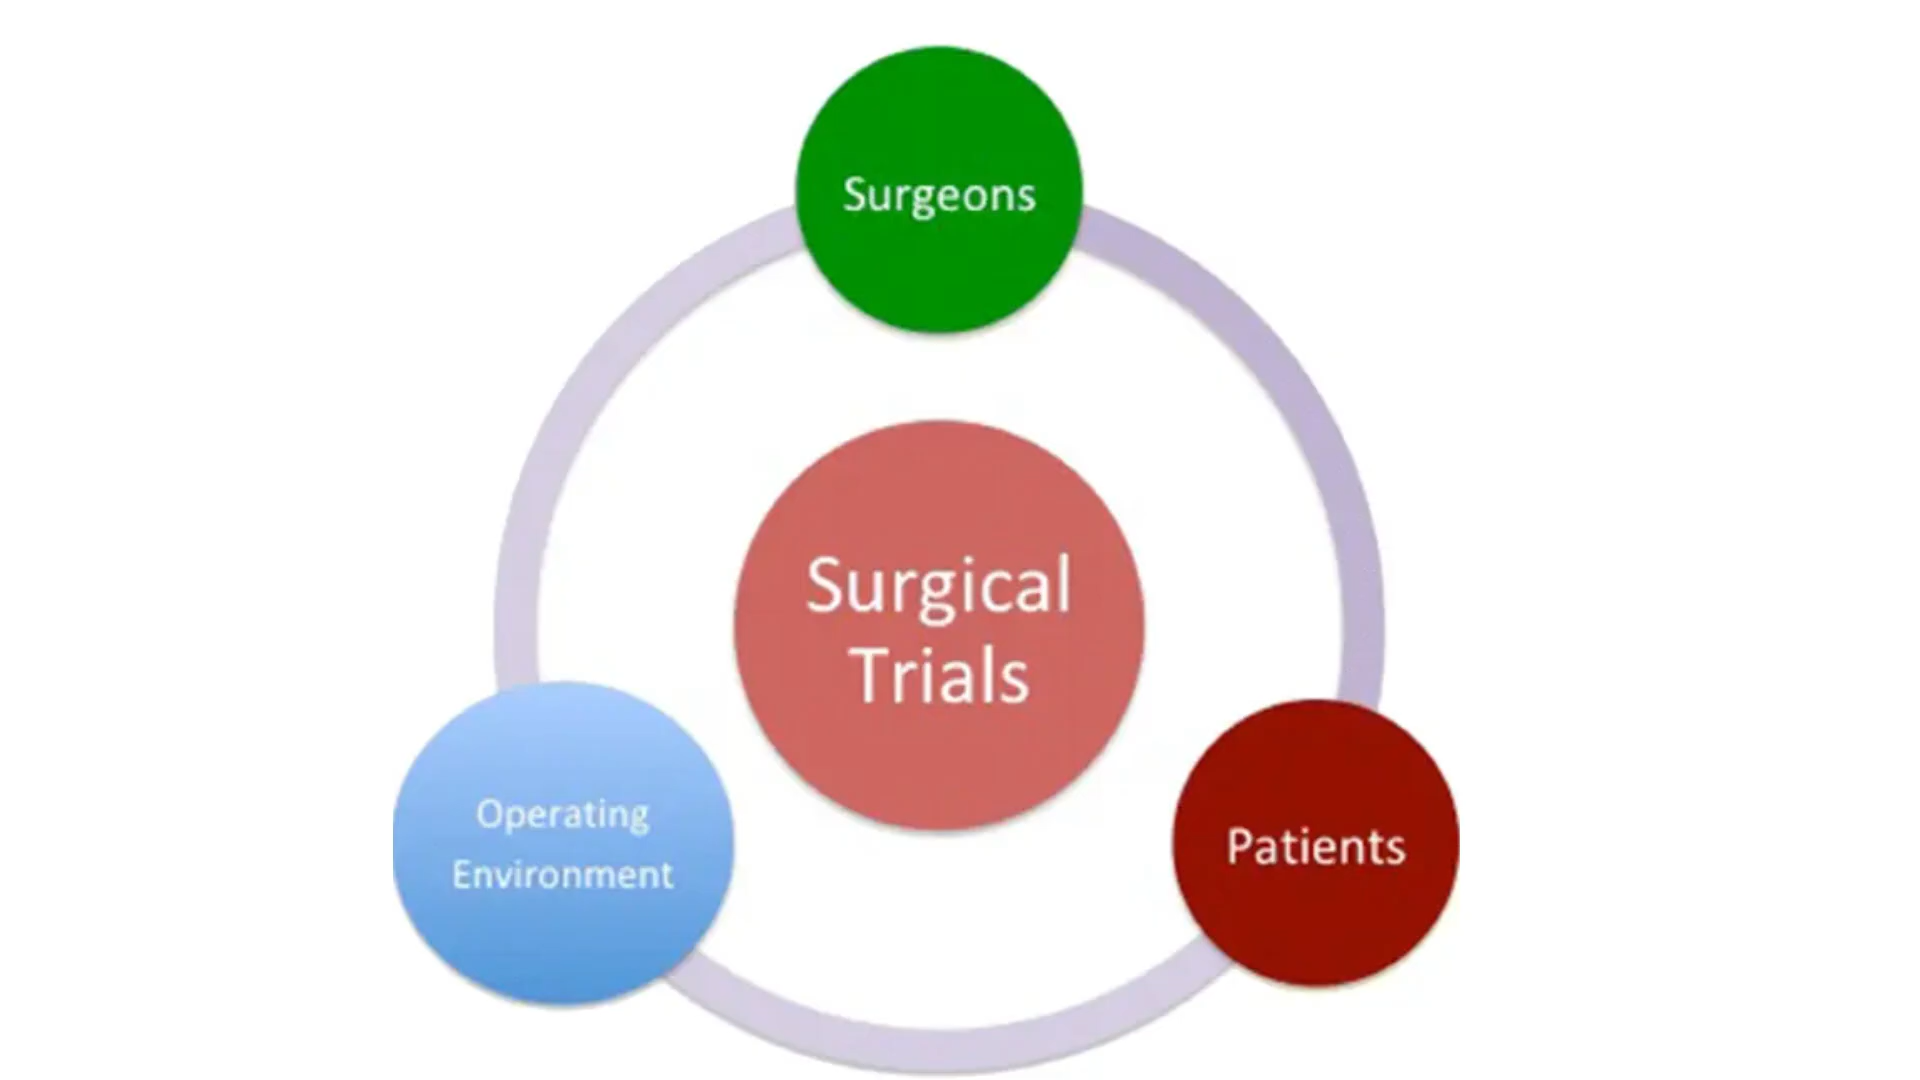 Surgeons
Surgical
Trials
Operating
Environment
Patients